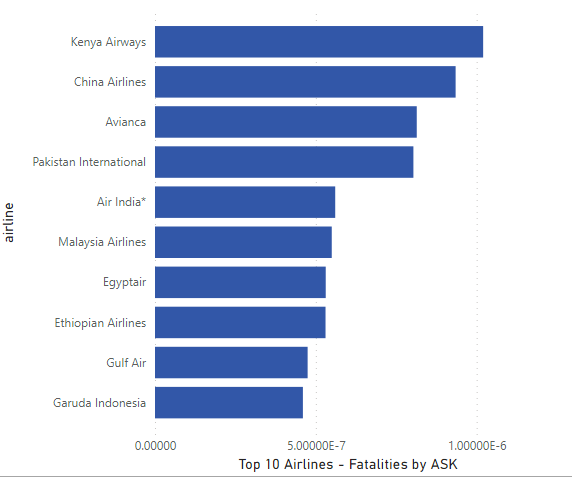 Kenya Airways
China Airlines
Avianca
Pakistan International
Air India*
Malaysia Airlines
Egyptair
Ethiopian Airlines
Gulf Air
Garuda Indonesia
airline
0.00000 5.00000E-7 1.00000E-6
Top 10 Airlines - Fatalities by ASK